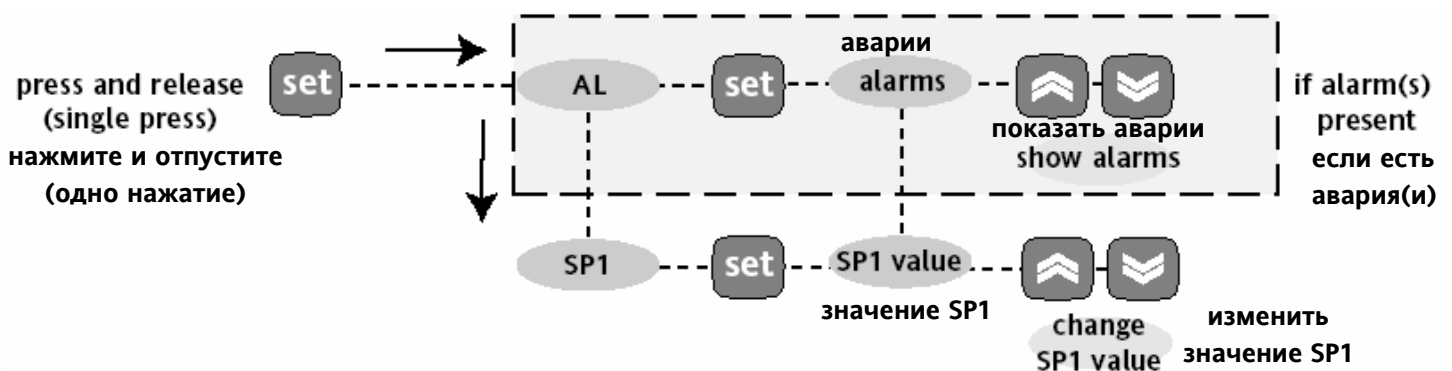 press and release
(single press)
нажмите и отпустите
(одно нажатие)
set
AL
set
аварии
alarms
показать аварии
show alarms
if alarm(s)
present
если есть
авария(и)
SP1
set
SP1 value
значение SP1
change
SP1 value
изменить
значение SP1